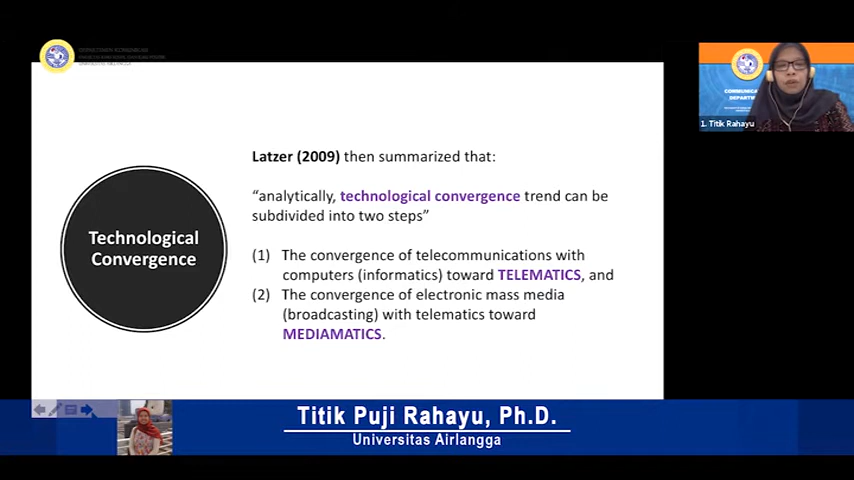 COMMUNICA
DEPARTM
1. Titik Rahayu
Latzer (2009) then summarized that:
“analytically, technological convergence trend can be
subdivided into two steps”
Technological
Convergence
(1) The convergence of telecommunications with
computers (informatics) toward TELEMATICS, and
(2) The convergence of electronic mass media
(broadcasting) with telematics toward
MEDIAMATICS.
Titik Puji Rahayu, Ph.D.
Universitas Airlangga